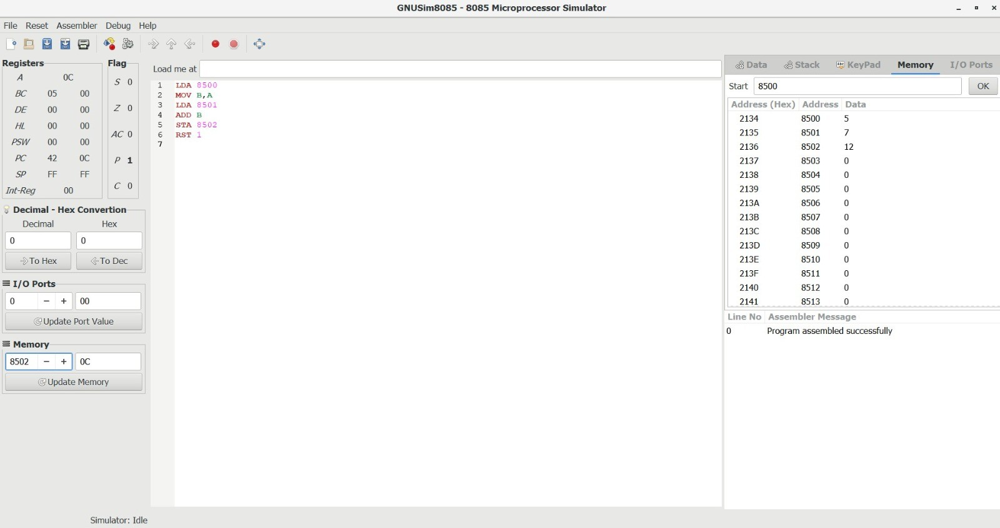 GNUSim8085 - 8085 Microprocessor Simulator
File Reset Assembler Debug Help
Registers
A 0C
BC 05 00
DE 00 00
HL 00 00
PSW 00 00
PC 42 0C
SP FF FF
Int-Reg 00
Flag
S 0
Z 0
AC 0
P 1
C 0
Decimal - Hex Convertion
Decimal Hex
0 0
To Hex To Dec
I/O Ports
0 − + 00
Update Port Value
Memory
8502 − + 0C
Update Memory
Load me at
1 LDA 8500
2 MOV B,A
3 LDA 8501
4 ADD B
5 STA 8502
6 RST 1
7
Data Stack KeyPad Memory I/O Ports
Start 8500 OK
Address (Hex) Address Data
2134 8500 5
2135 8501 7
2136 8502 12
2137 8503 0
2138 8504 0
2139 8505 0
213A 8506 0
213B 8507 0
213C 8508 0
213D 8509 0
213E 8510 0
213F 8511 0
2140 8512 0
2141 8513 0
Line No Assembler Message
0 Program assembled successfully
Simulator: Idle